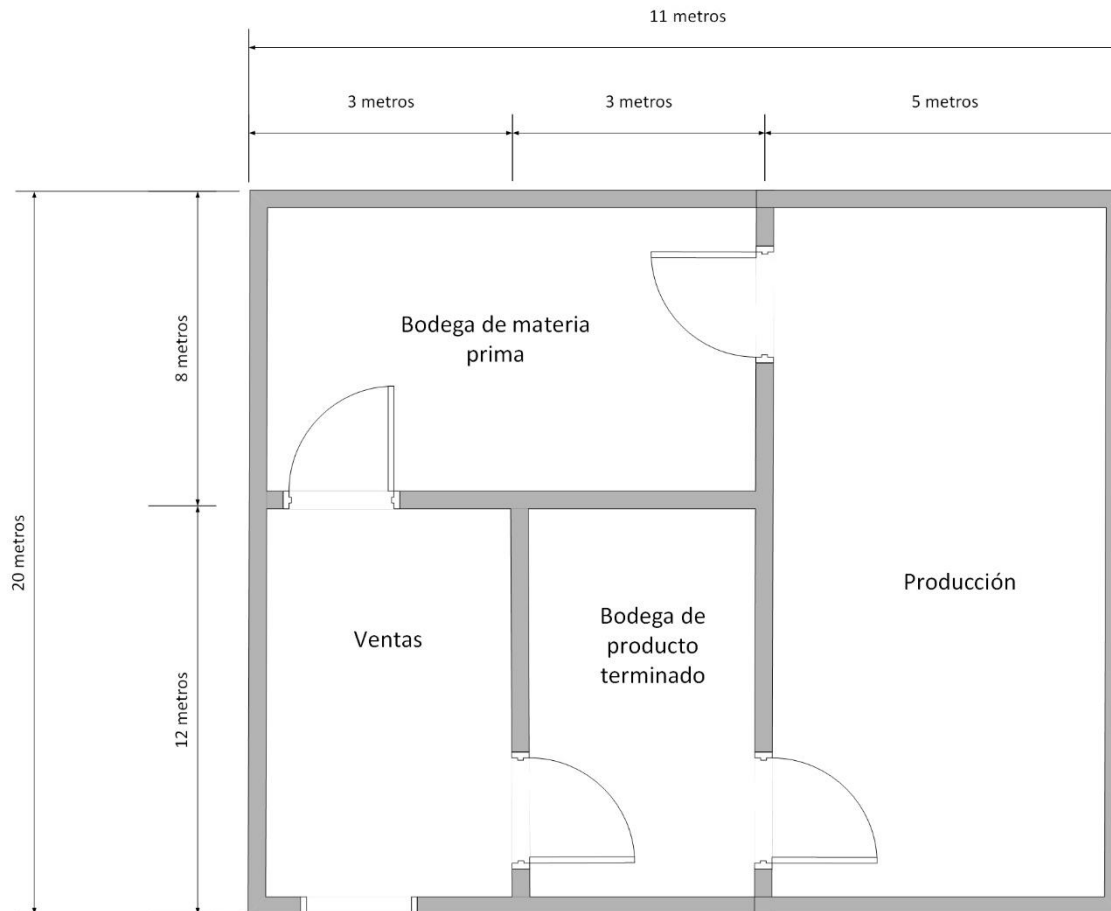 11 metros
3 metros
3 metros
5 metros
8 metros
20 metros
12 metros
Bodega de materia
prima
Producción
Ventas
Bodega de
producto
terminado